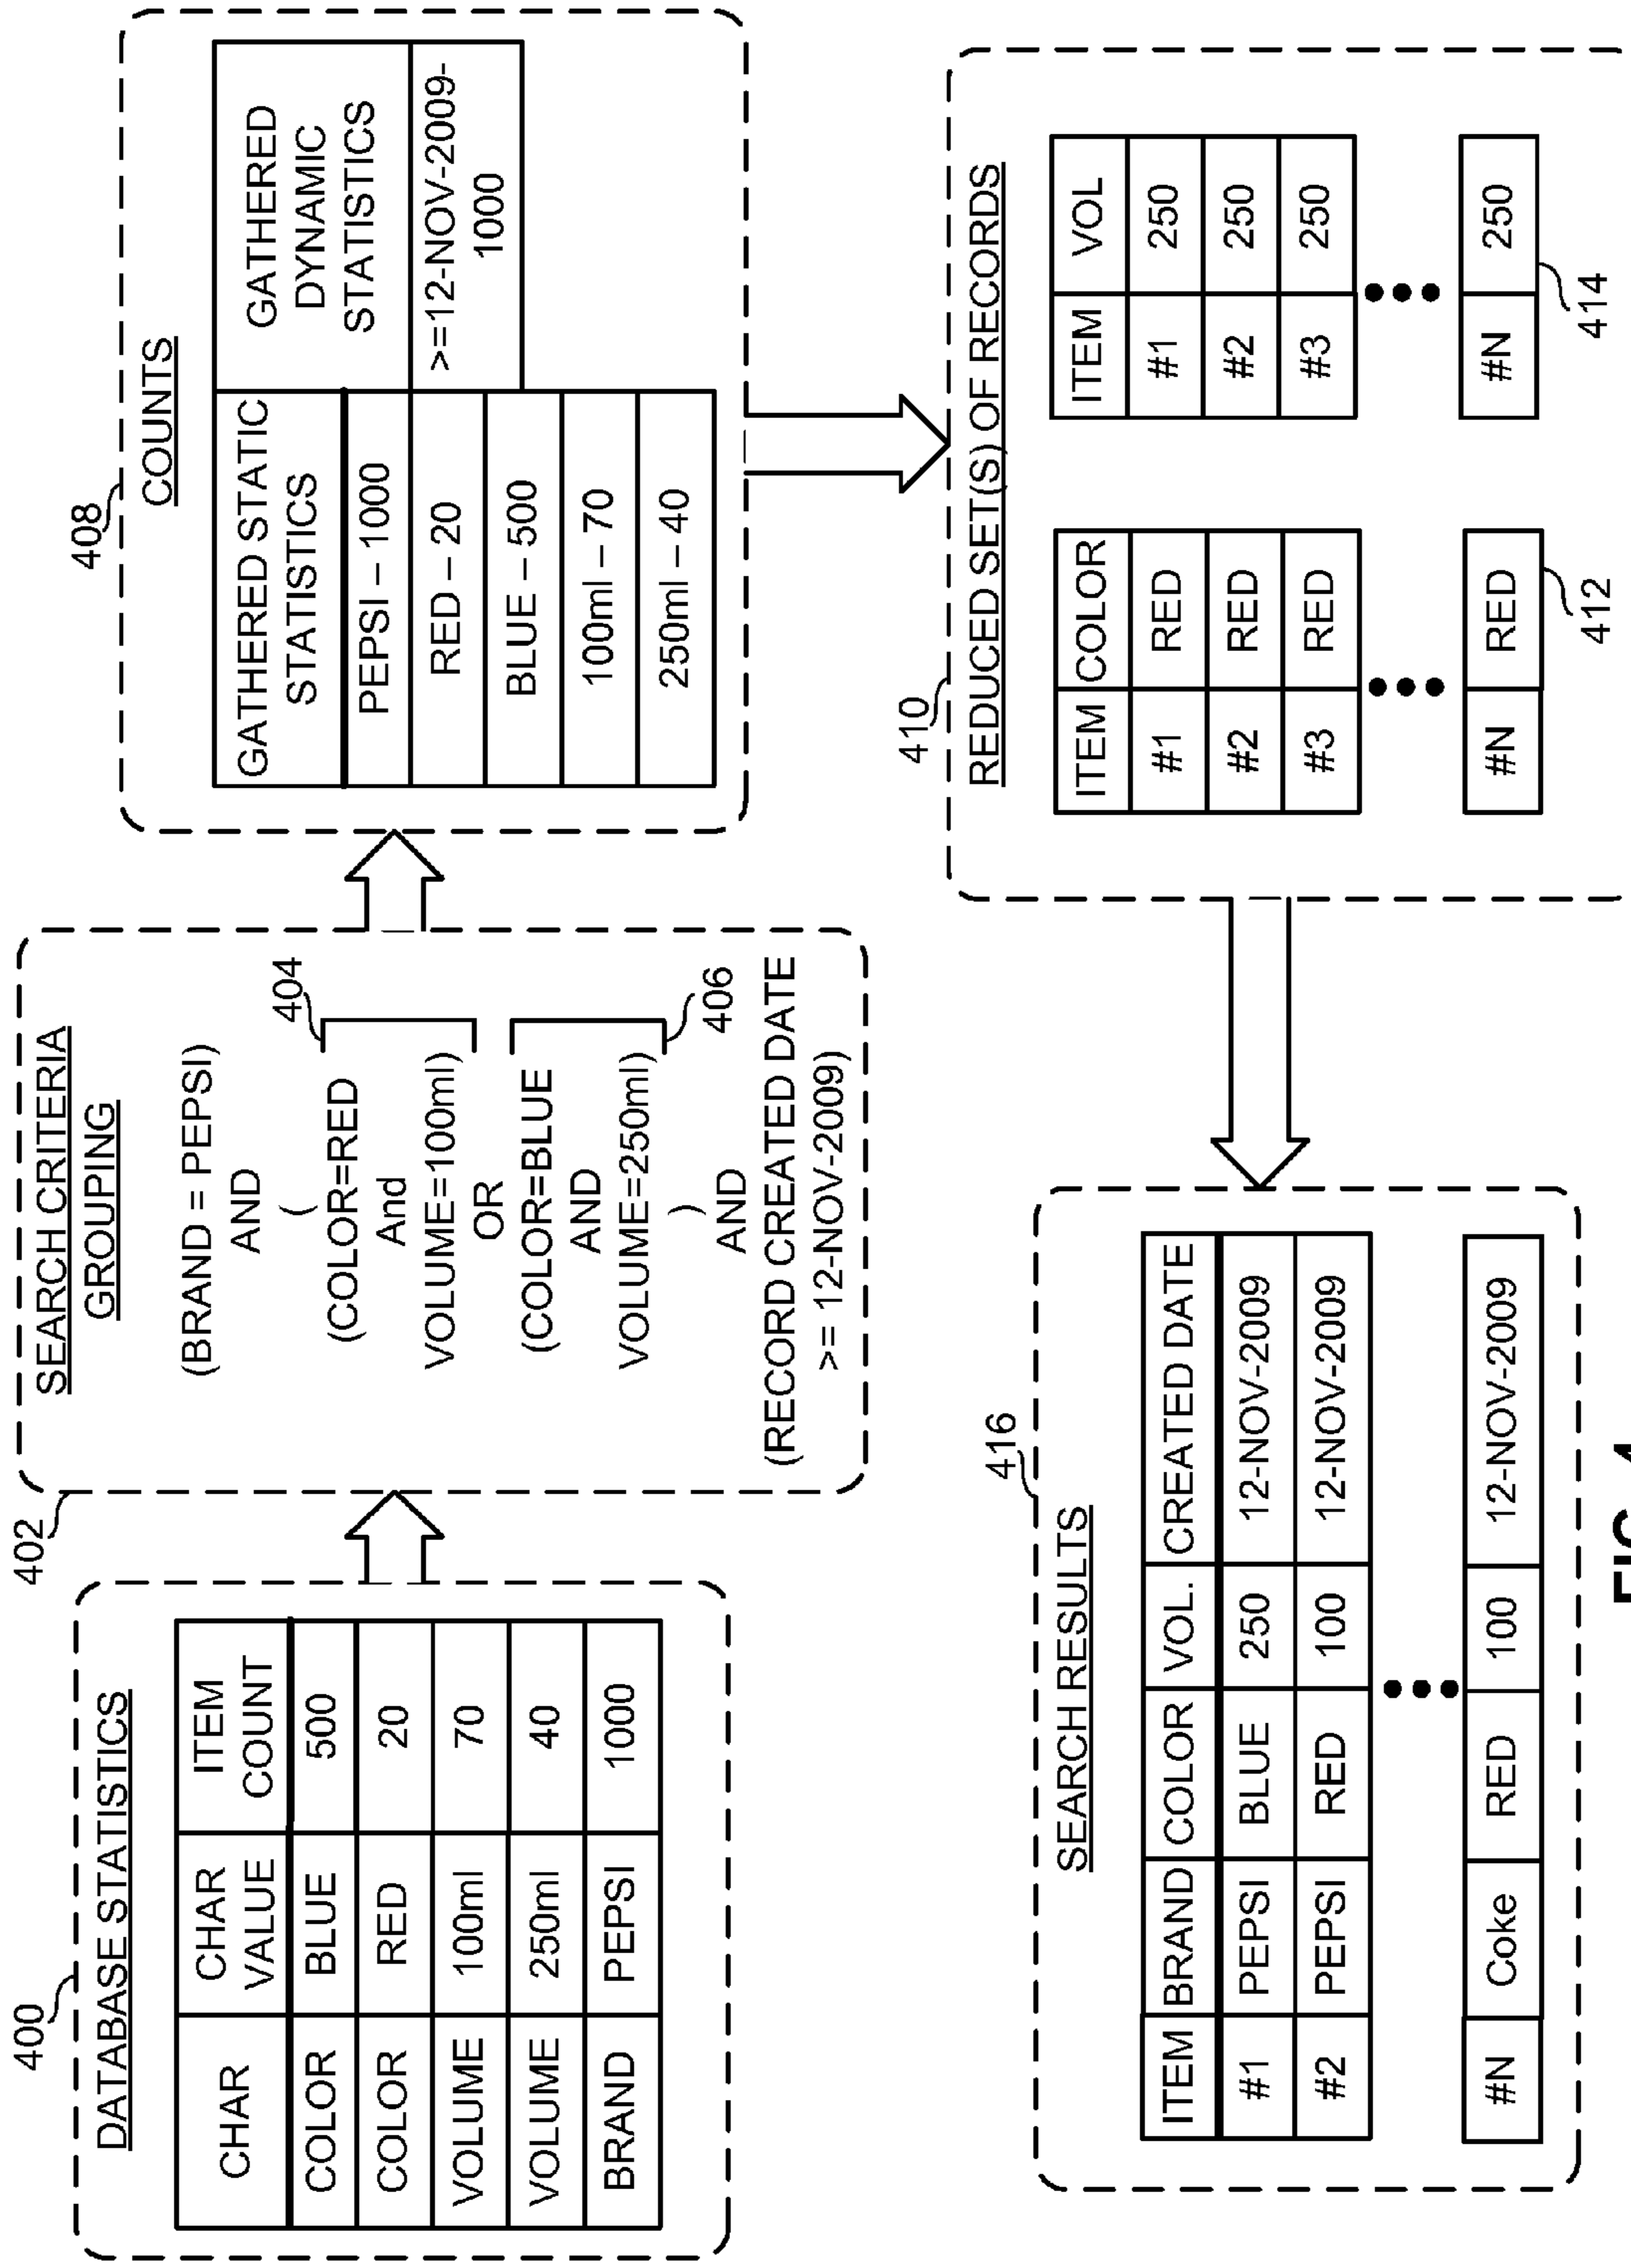 400
DATABASE STATISTICS
CHAR
CHAR VALUE
ITEM COUNT
COLOR BLUE 500
COLOR RED 20
VOLUME 100ml 70
VOLUME 250ml 40
BRAND PEPSI 1000
402
SEARCH CRITERIA
GROUPING
(BRAND = PEPSI)
AND
(
(COLOR=RED
And
VOLUME=100ml)
404
OR
(COLOR=BLUE
AND
VOLUME=250ml)
406
)
AND
(RECORD CREATED DATE
>= 12-NOV-2009)
408
COUNTS
GATHERED STATIC
STATISTICS
PEPSI – 1000
RED – 20
BLUE – 500
100ml – 70
250ml – 40
GATHERED
DYNAMIC
STATISTICS
>=12-NOV-2009-
1000
410
REDUCED SET(S) OF RECORDS
ITEM COLOR
#1 RED
#2 RED
#3 RED
#N RED
412
ITEM VOL
#1 250
#2 250
#3 250
#N 250
414
416
SEARCH RESULTS
ITEM BRAND COLOR VOL. CREATED DATE
#1 PEPSI BLUE 250 12-NOV-2009
#2 PEPSI RED 100 12-NOV-2009
#N Coke RED 100 12-NOV-2009